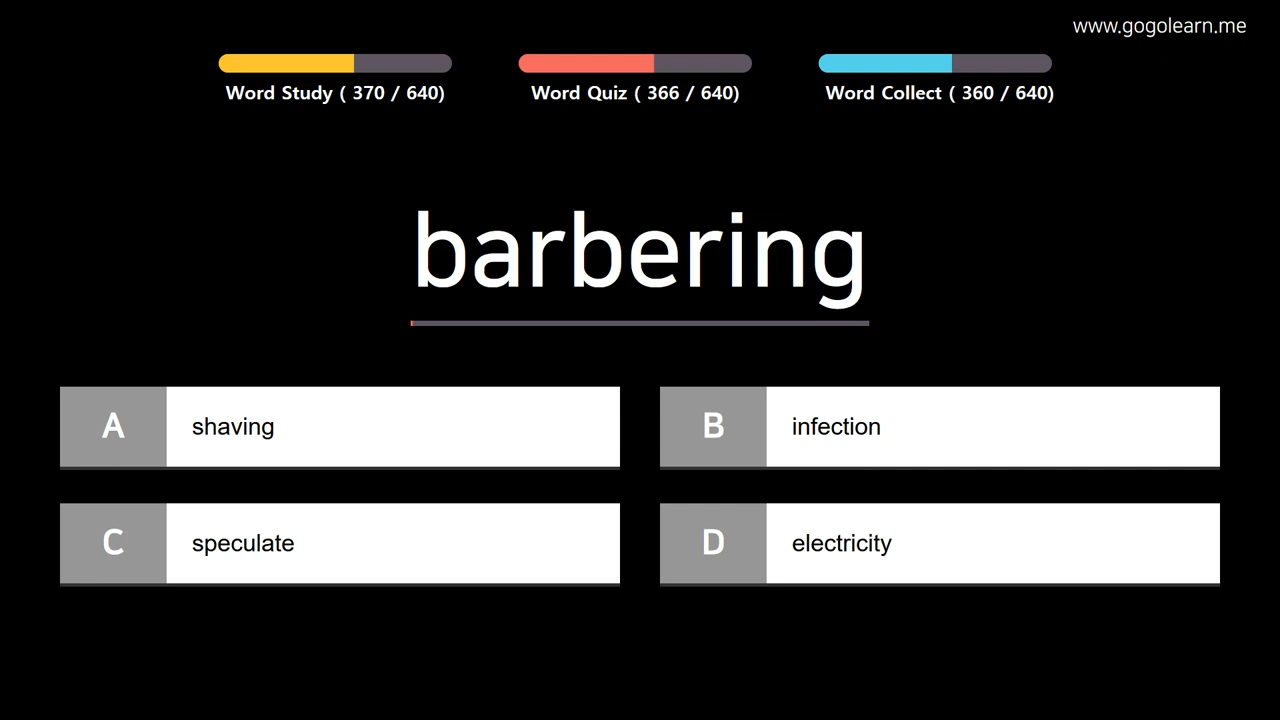 www.gogolearn.me
Word Study ( 370 / 640)
Word Quiz ( 366 / 640)
Word Collect ( 360 / 640)
barbering
A shaving
B infection
C speculate
D electricity